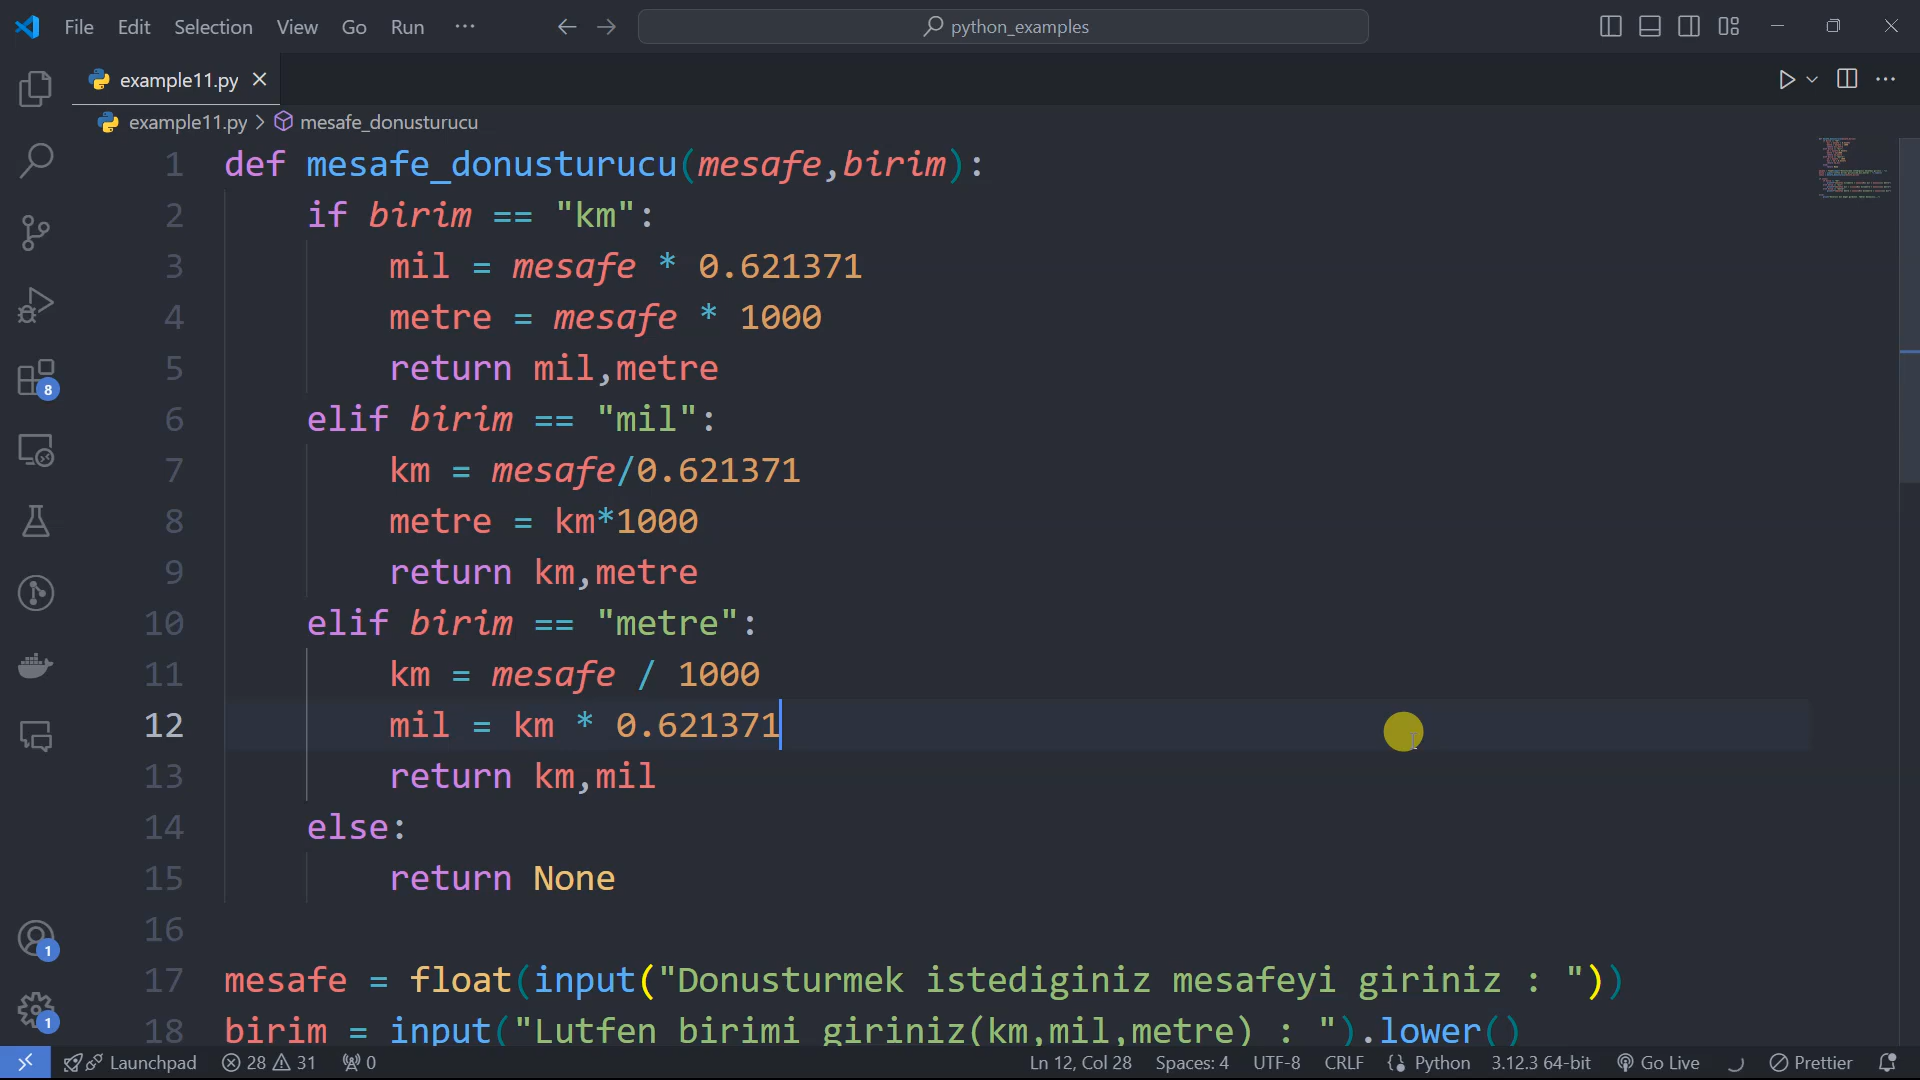 File Edit Selection View Go Run ···
python_examples
example11.py
example11.py > mesafe_donusturucu
1 def mesafe_donusturucu(mesafe,birim):
2 if birim == "km":
3 mil = mesafe * 0.621371
4 metre = mesafe * 1000
5 return mil,metre
6 elif birim == "mil":
7 km = mesafe/0.621371
8 metre = km*1000
9 return km,metre
10 elif birim == "metre":
11 km = mesafe / 1000
12 mil = km * 0.621371
13 return km,mil
14 else:
15 return None
16
17 mesafe = float(input("Donusturmek istediginiz mesafeyi giriniz : "))
18 birim = input("Lutfen birimi giriniz(km,mil,metre) : ").lower()
8
1
1
Launchpad 28 31 0 Ln 12, Col 28 Spaces: 4 UTF-8 CRLF {} Python 3.12.3 64-bit Go Live Prettier